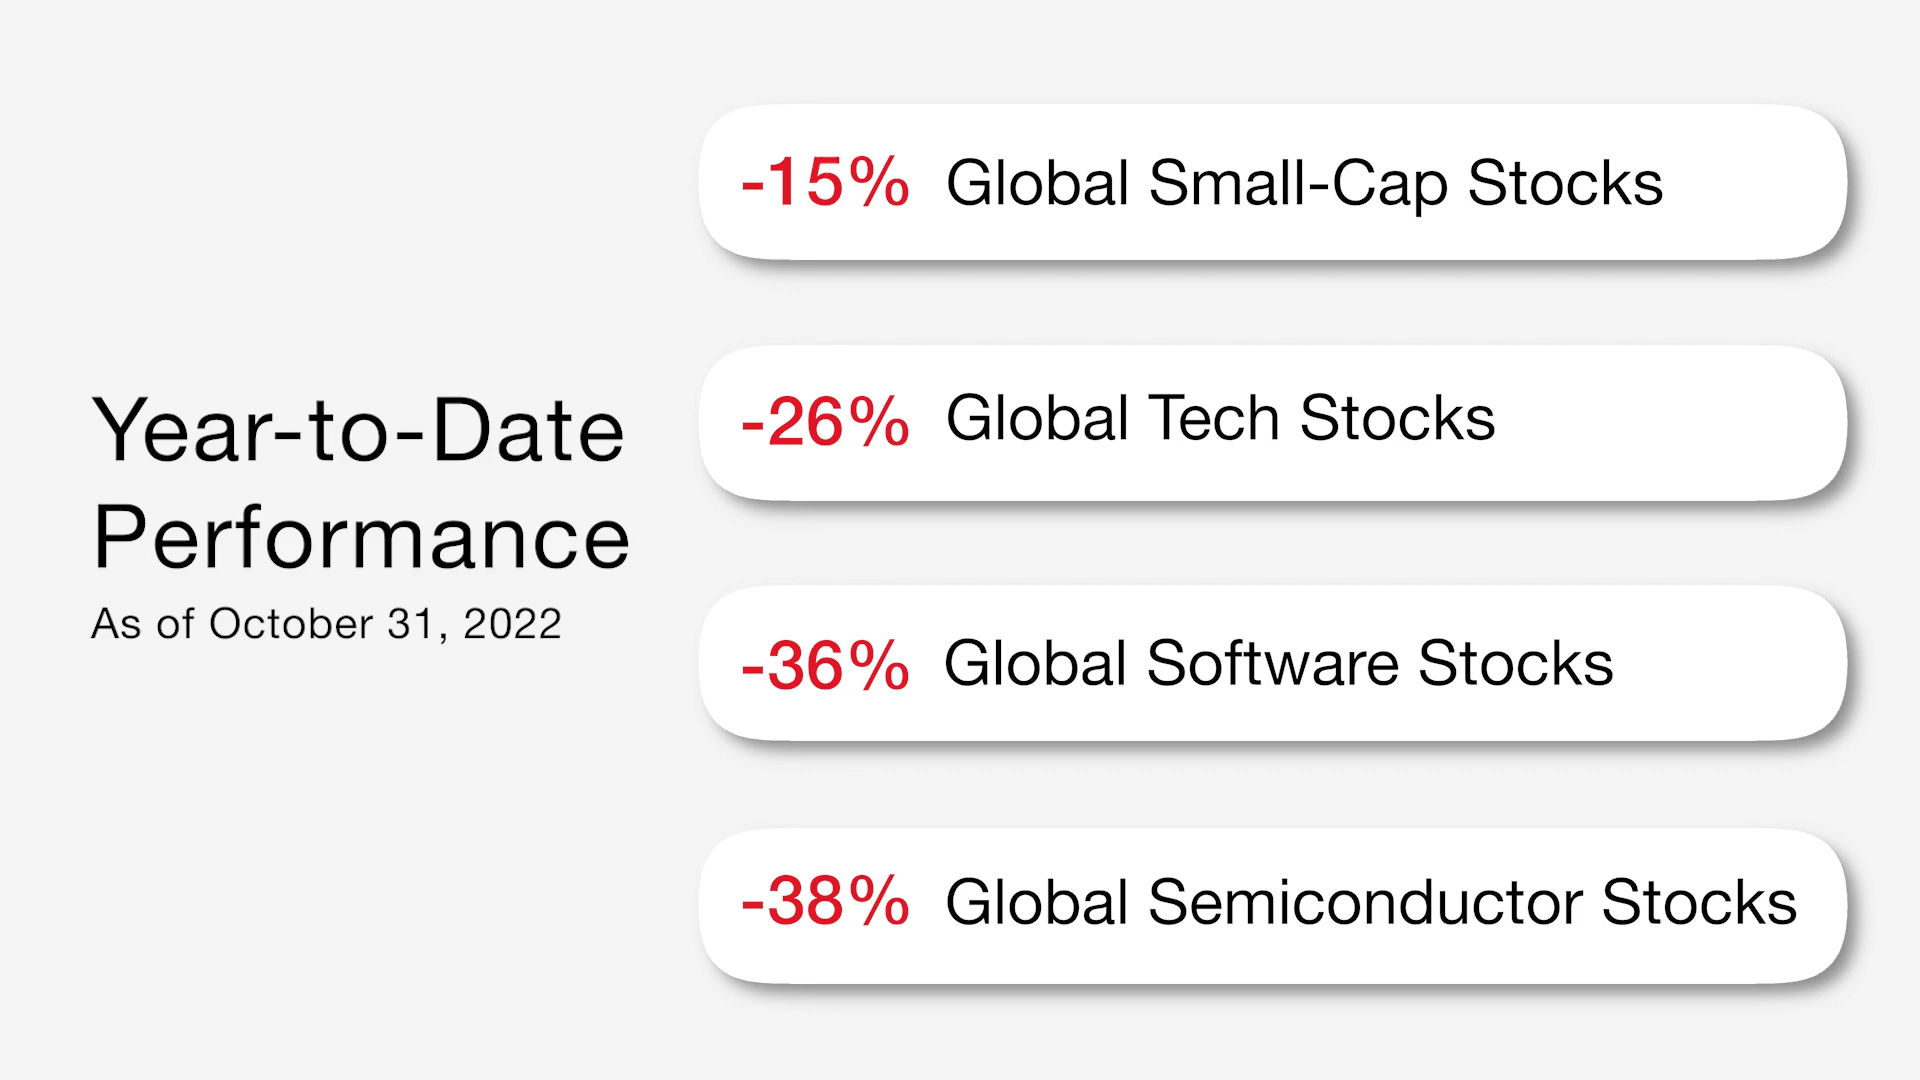 Year-to-Date
Performance
As of October 31, 2022
-15% Global Small-Cap Stocks
-26% Global Tech Stocks
-36% Global Software Stocks
-38% Global Semiconductor Stocks